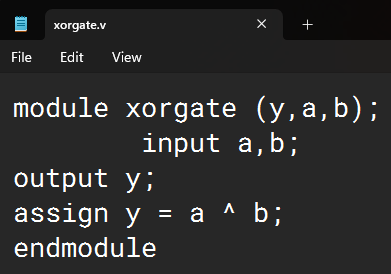 xorgate.v
File Edit View
module xorgate (y,a,b);
input a,b;
output y;
assign y = a ^ b;
endmodule